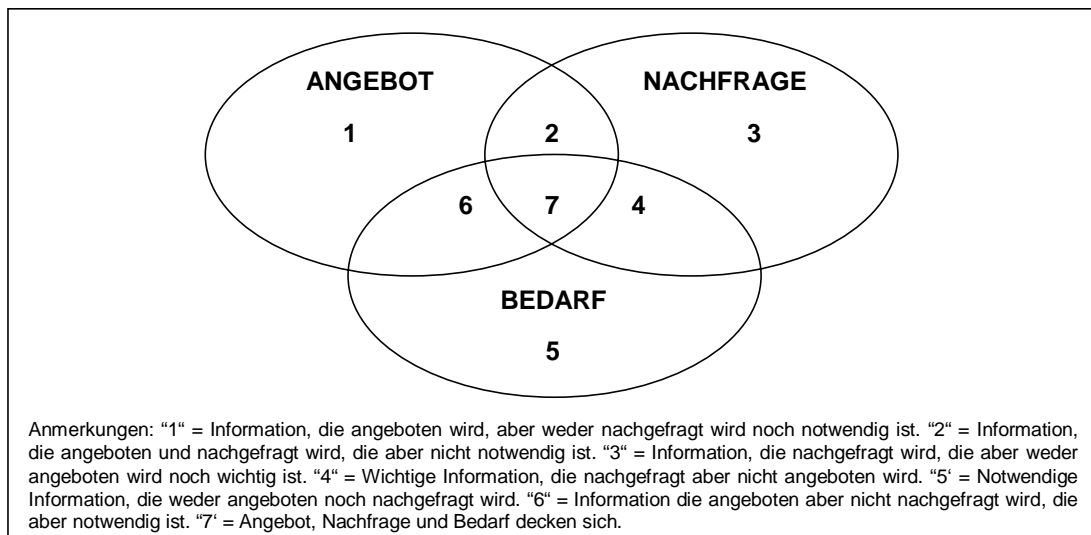 ANGEBOT NACHFRAGE
1 2 3
6 7 4
BEDARF
5
Anmerkungen: “1“ = Information, die angeboten wird, aber weder nachgefragt wird noch notwendig ist. “2“ = Information,
die angeboten und nachgefragt wird, die aber nicht notwendig ist. “3“ = Information, die nachgefragt wird, die aber weder
angeboten wird noch wichtig ist. “4“ = Wichtige Information, die nachgefragt aber nicht angeboten wird. “5‘ = Notwendige
Information, die weder angeboten noch nachgefragt wird. “6“ = Information die angeboten aber nicht nachgefragt wird, die
aber notwendig ist. “7‘ = Angebot, Nachfrage und Bedarf decken sich.